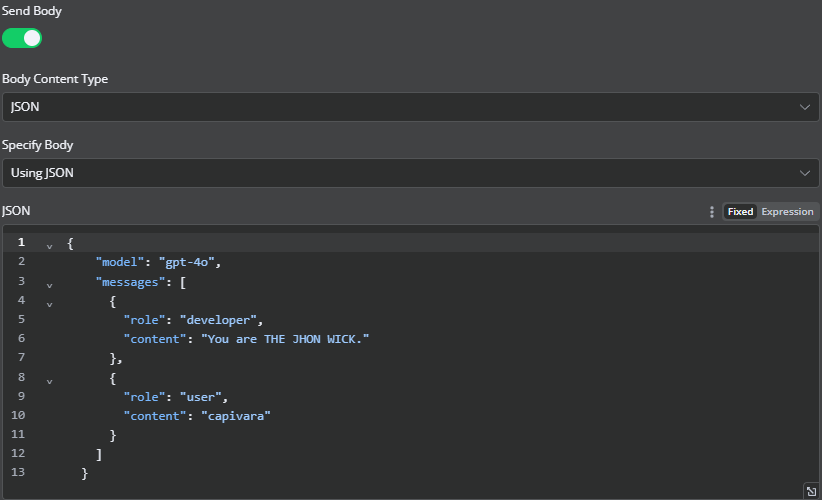 Send Body
Body Content Type
JSON
Specify Body
Using JSON
JSON
Fixed Expression
1 {
2 "model": "gpt-4o",
3 "messages": [
4 {
5 "role": "developer",
6 "content": "You are THE JHON WICK."
7 },
8 {
9 "role": "user",
10 "content": "capivara"
11 }
12 ]
13 }